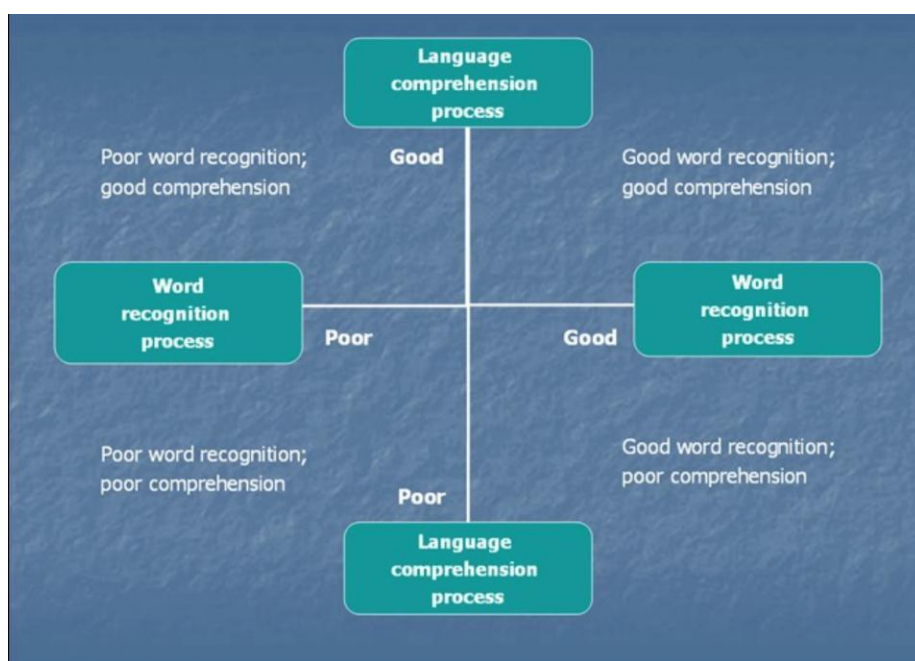 Language
comprehension
process
Poor word recognition;
good comprehension
Good
Good word recognition;
good comprehension
Word
recognition
process
Poor
Good
Word
recognition
process
Poor word recognition;
poor comprehension
Poor
Good word recognition;
poor comprehension
Language
comprehension
process